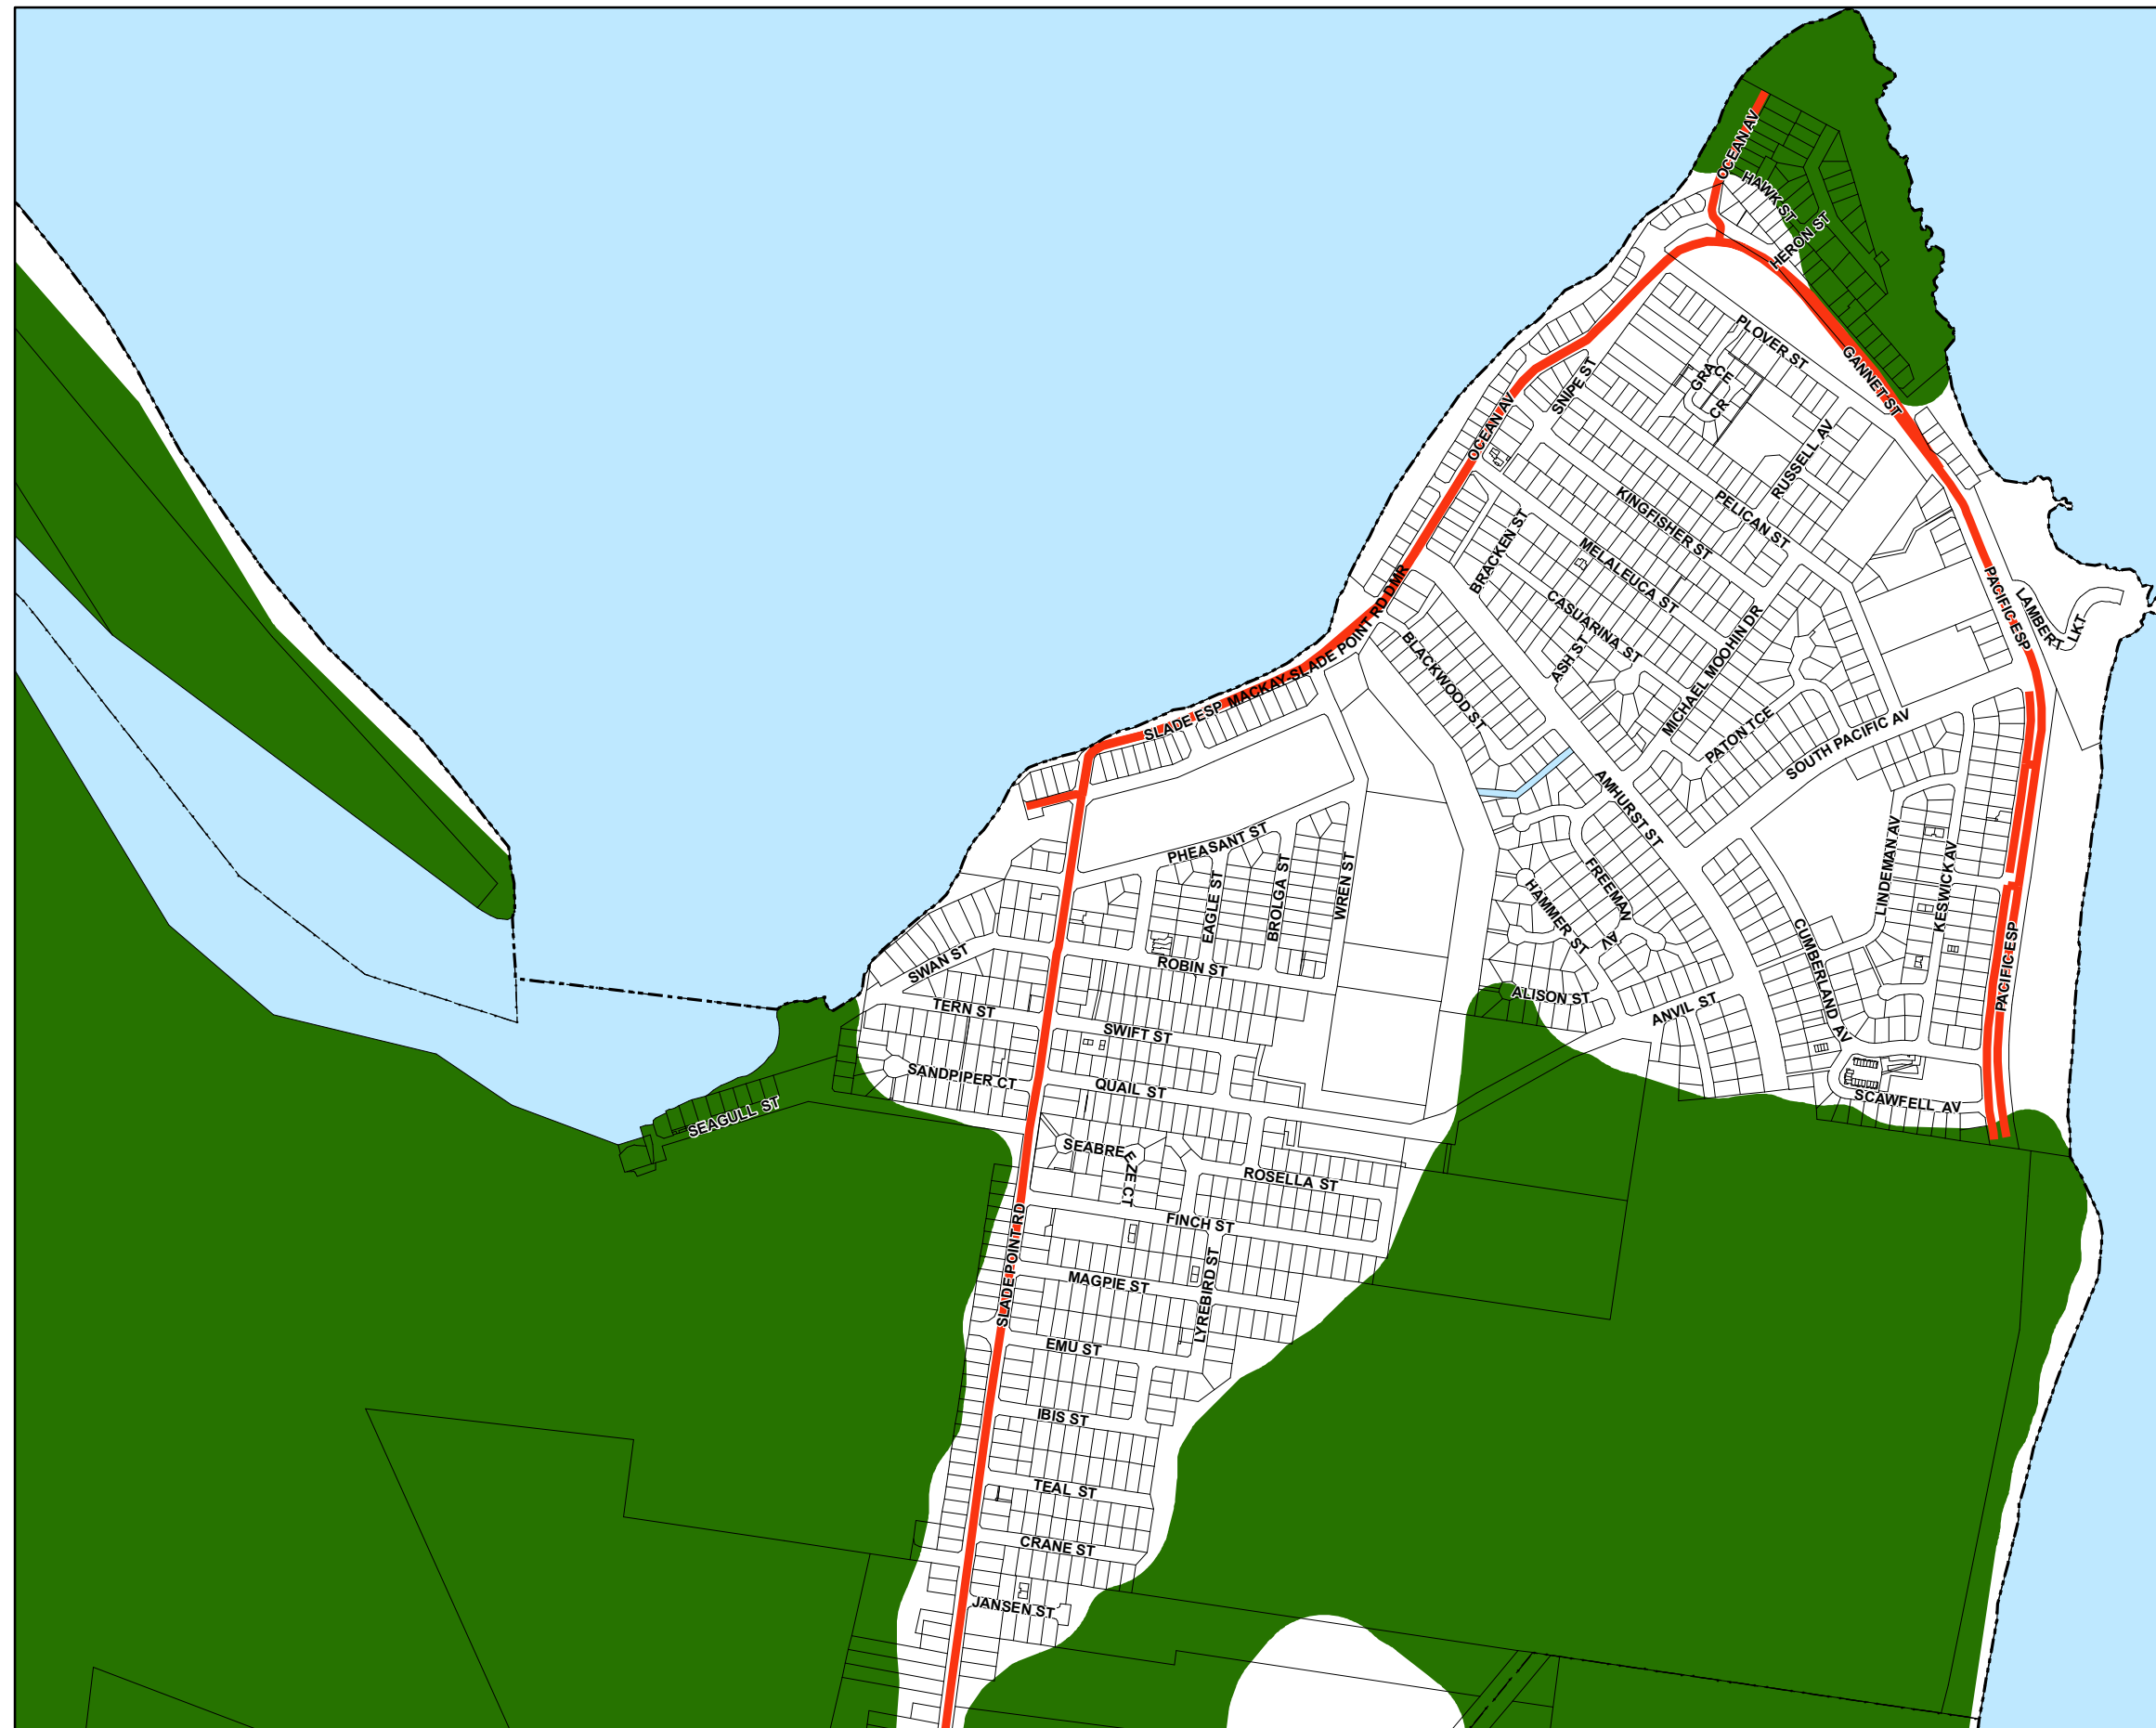 OCEAN AV
HAWK ST
HERON ST
PLOVER ST
GANNET ST
GRACE
CR
SNIPE ST
OCEAN AV
RUSSELL AV
KINGFISHER ST
PELICAN ST
BRACKEN ST
MELALEUCA ST
CASUARINA ST
ASH ST
MICHAEL MOOHIN DR
PACIFIC ESP
LAMBERT
LKT
SLADE ESP
MACKAY-SLADE POINT RD DMR
BLACKWOOD ST
PATON TCE
SOUTH PACIFIC AV
AMHURST ST
PHEASANT ST
EAGLE ST
BROLGA ST
WREN ST
FREEMAN
AV
HAMMER ST
LINDEMAN AV
KESWICK AV
CUMBERLAND AV
PACIFIC ESP
SWAN ST
ROBIN ST
TERN ST
SWIFT ST
ALISON ST
ANVIL ST
SANDPIPER CT
QUAIL ST
SCAWFELL AV
SEAGULL ST
SEABREEZE CT
ROSELLA ST
FINCH ST
SLADE POINT RD
MAGPIE ST
LYREBIRD ST
EMU ST
IBIS ST
TEAL ST
CRANE ST
JANSEN ST